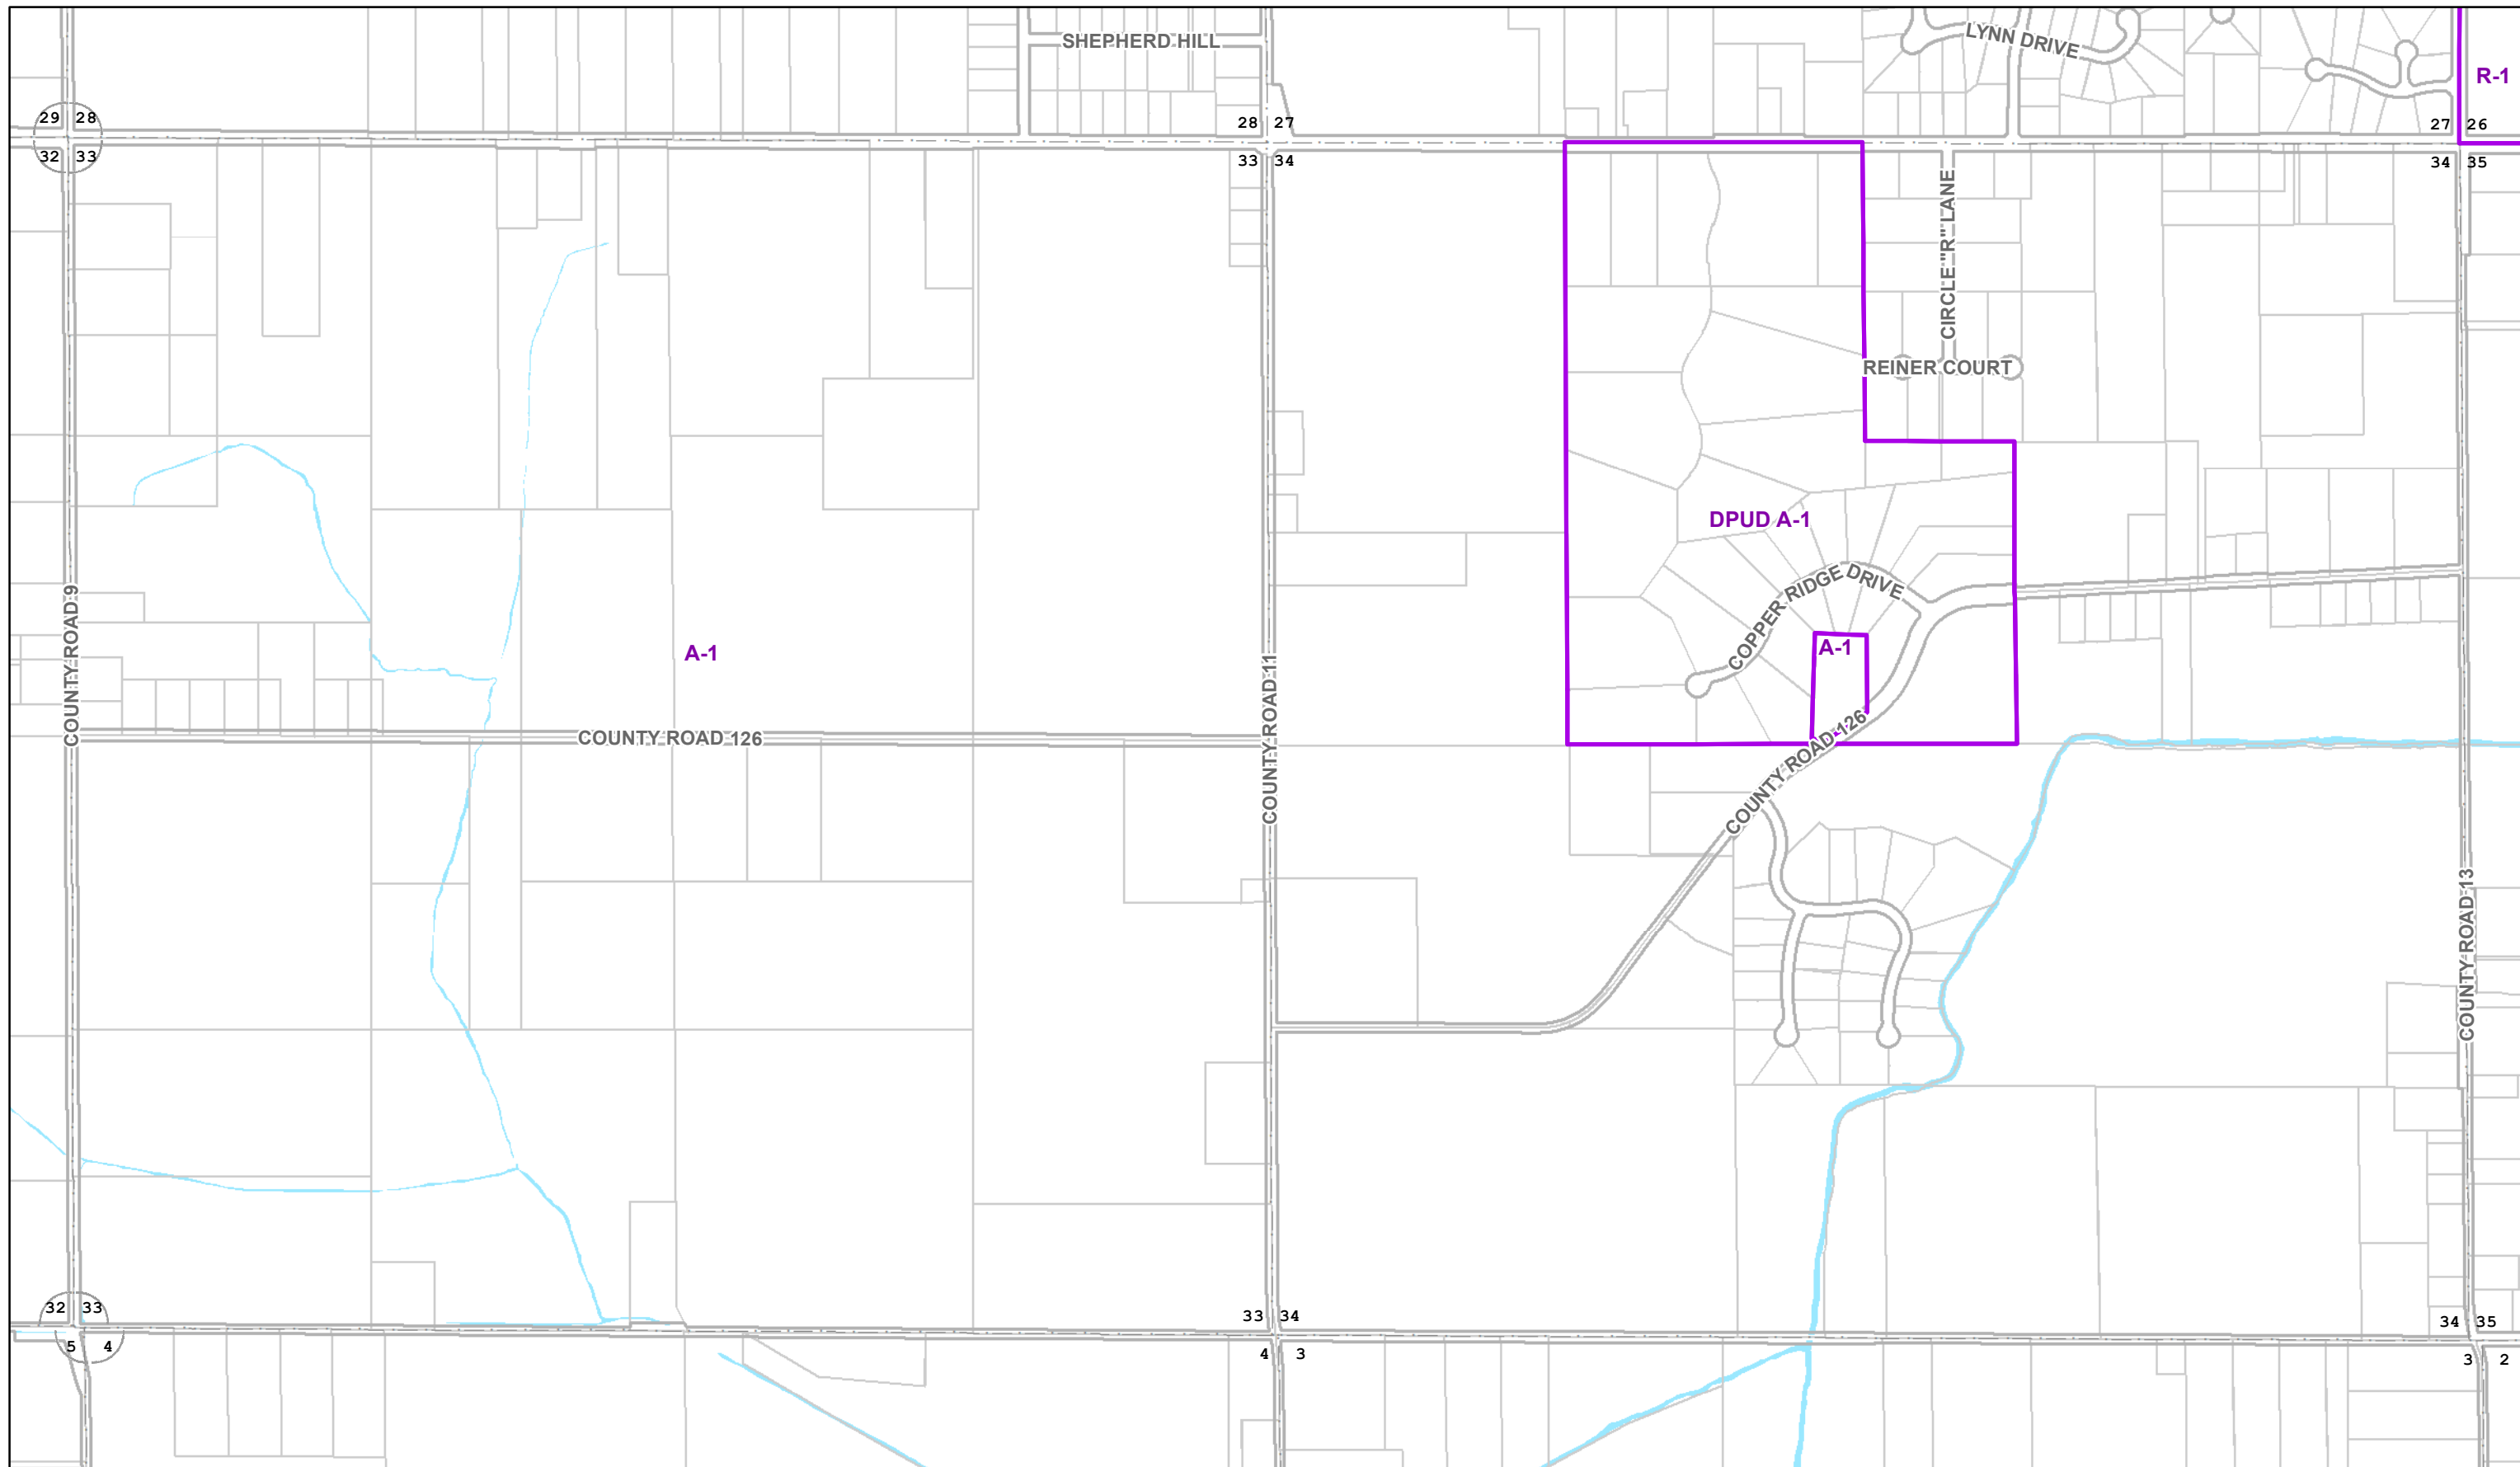 SHEPHERD HILL
LYNN DRIVE
R-1
29 28
28 27
27 26
32 33
33 34
34 35
CIRCLE "R" LANE
REINER COURT
DPUD A-1
COPPER RIDGE DRIVE
A-1
A-1
COUNTY ROAD 9
COUNTY ROAD 126
COUNTY ROAD 11
COUNTY ROAD 126
COUNTY ROAD 13
32 33
33 34
34 35
5 4
4 3
3 2